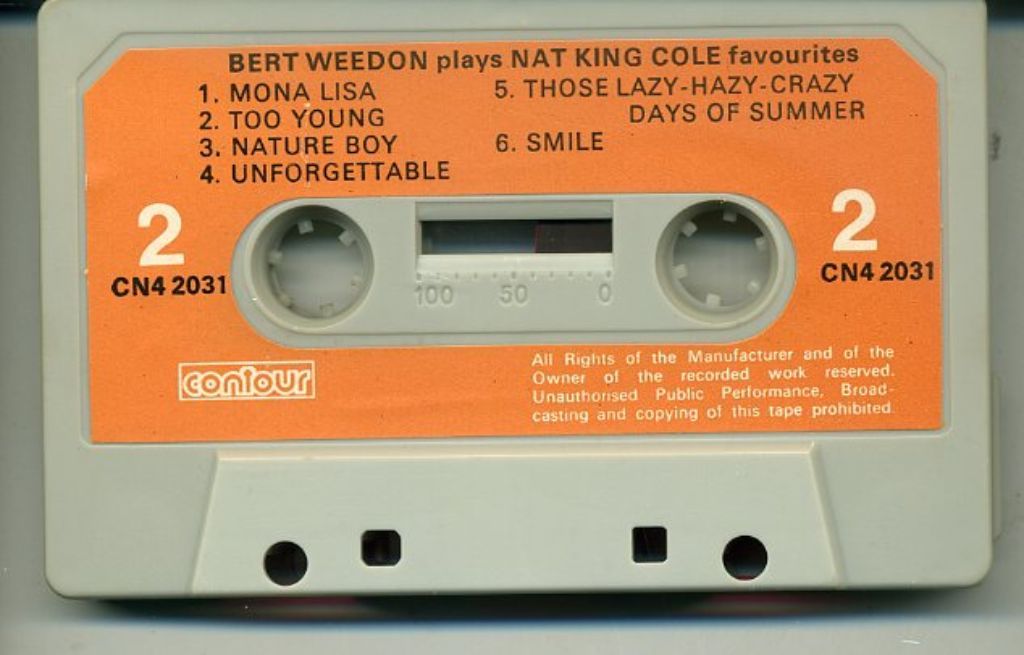 BERT WEEDON plays NAT KING COLE favourites
1. MONA LISA
2. TOO YOUNG
3. NATURE BOY
4. UNFORGETTABLE
5. THOSE LAZY-HAZY-CRAZY
DAYS OF SUMMER
6. SMILE
2
CN4 2031
2
CN4 2031
100 50 0
contour
All Rights of the Manufacturer and of the
Owner of the recorded work reserved.
Unauthorised Public Performance, Broad-
casting and copying of this tape prohibited.